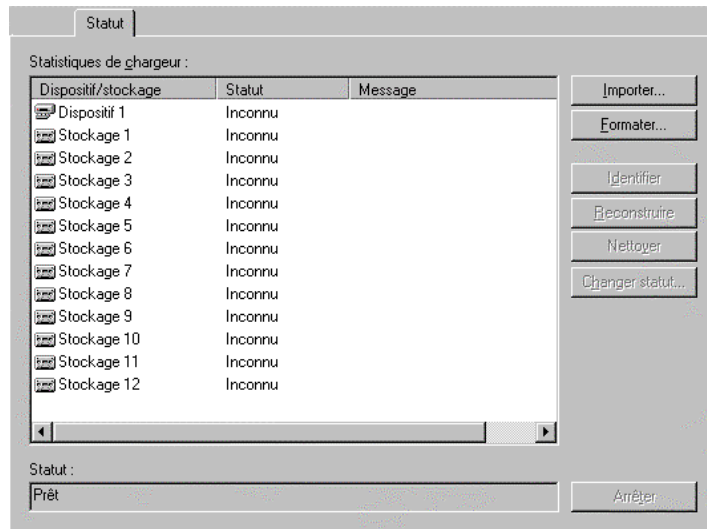 Statut
Statistiques de chargeur :
Dispositif/stockage Statut Message
Dispositif 1 Inconnu
Stockage 1 Inconnu
Stockage 2 Inconnu
Stockage 3 Inconnu
Stockage 4 Inconnu
Stockage 5 Inconnu
Stockage 6 Inconnu
Stockage 7 Inconnu
Stockage 8 Inconnu
Stockage 9 Inconnu
Stockage 10 Inconnu
Stockage 11 Inconnu
Stockage 12 Inconnu
Importer...
Formater...
Identifier
Reconstruire
Nettoyer
Changer statut...
Statut :
Prêt
Arrêter